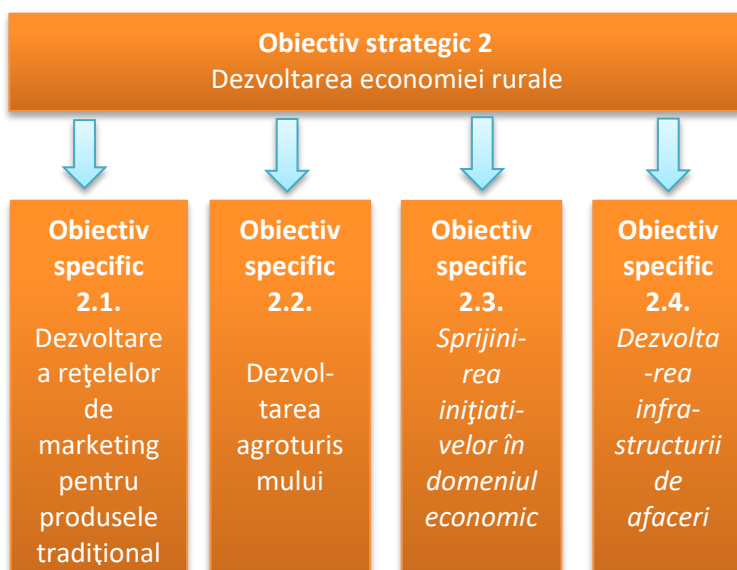 Obiectiv strategic 2
Dezvoltarea economiei rurale
Obiectiv
specific
2.1.
Dezvoltare
a reţelelor
de
marketing
pentru
produsele
tradiţional
Obiectiv
specific
2.2.
Dezvol-
tarea
agroturis
mului
Obiectiv
specific
2.3.
Sprijini-
rea
iniţiati-
velor în
domeniul
economic
Obiectiv
specific
2.4.
Dezvolta
-rea
infra-
structurii
de
afaceri